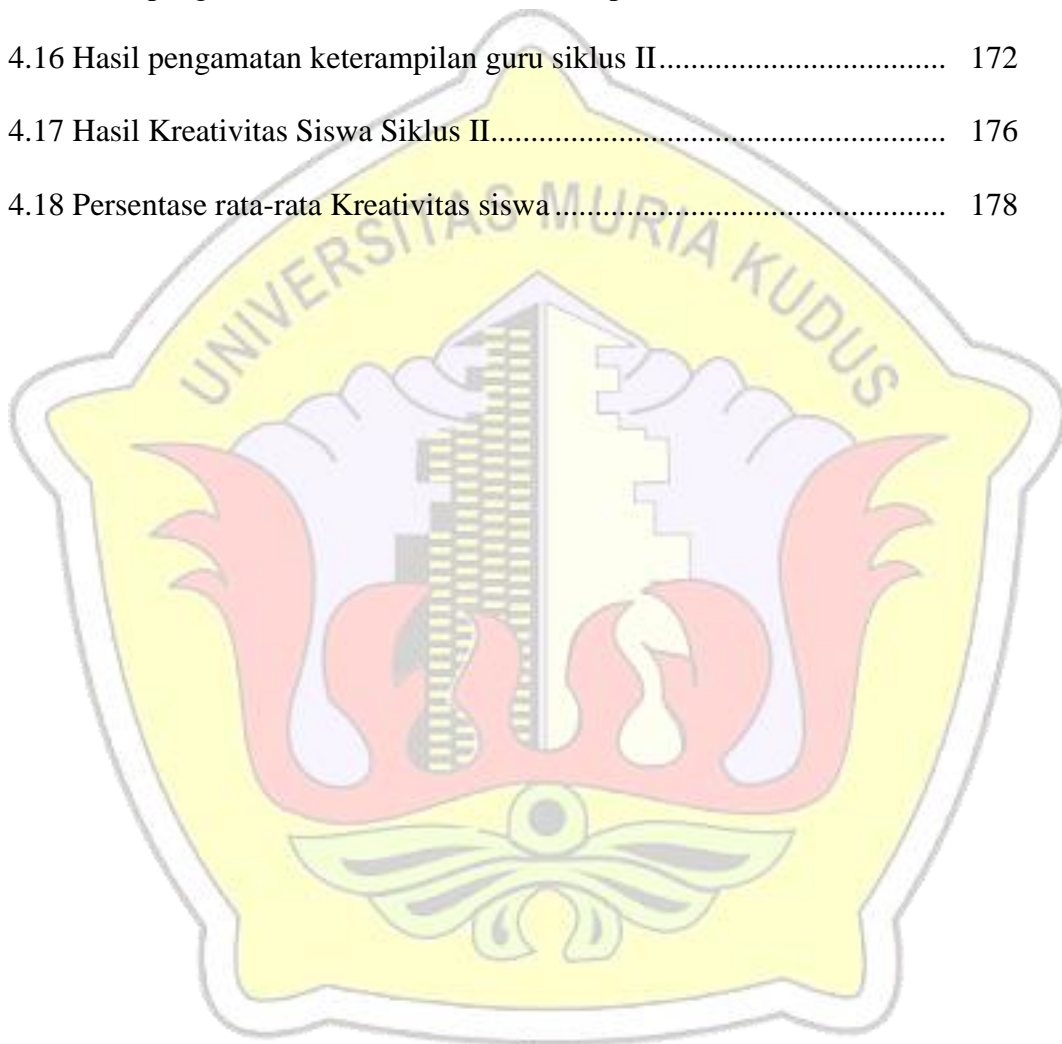 4.16 Hasil pengamatan keterampilan guru siklus II.................................. 172
4.17 Hasil Kreativitas Siswa Siklus II..................................................... 176
4.18 Persentase rata-rata Kreativitas siswa ............................................. 178
UNIVERSITAS MURIA KUDUS